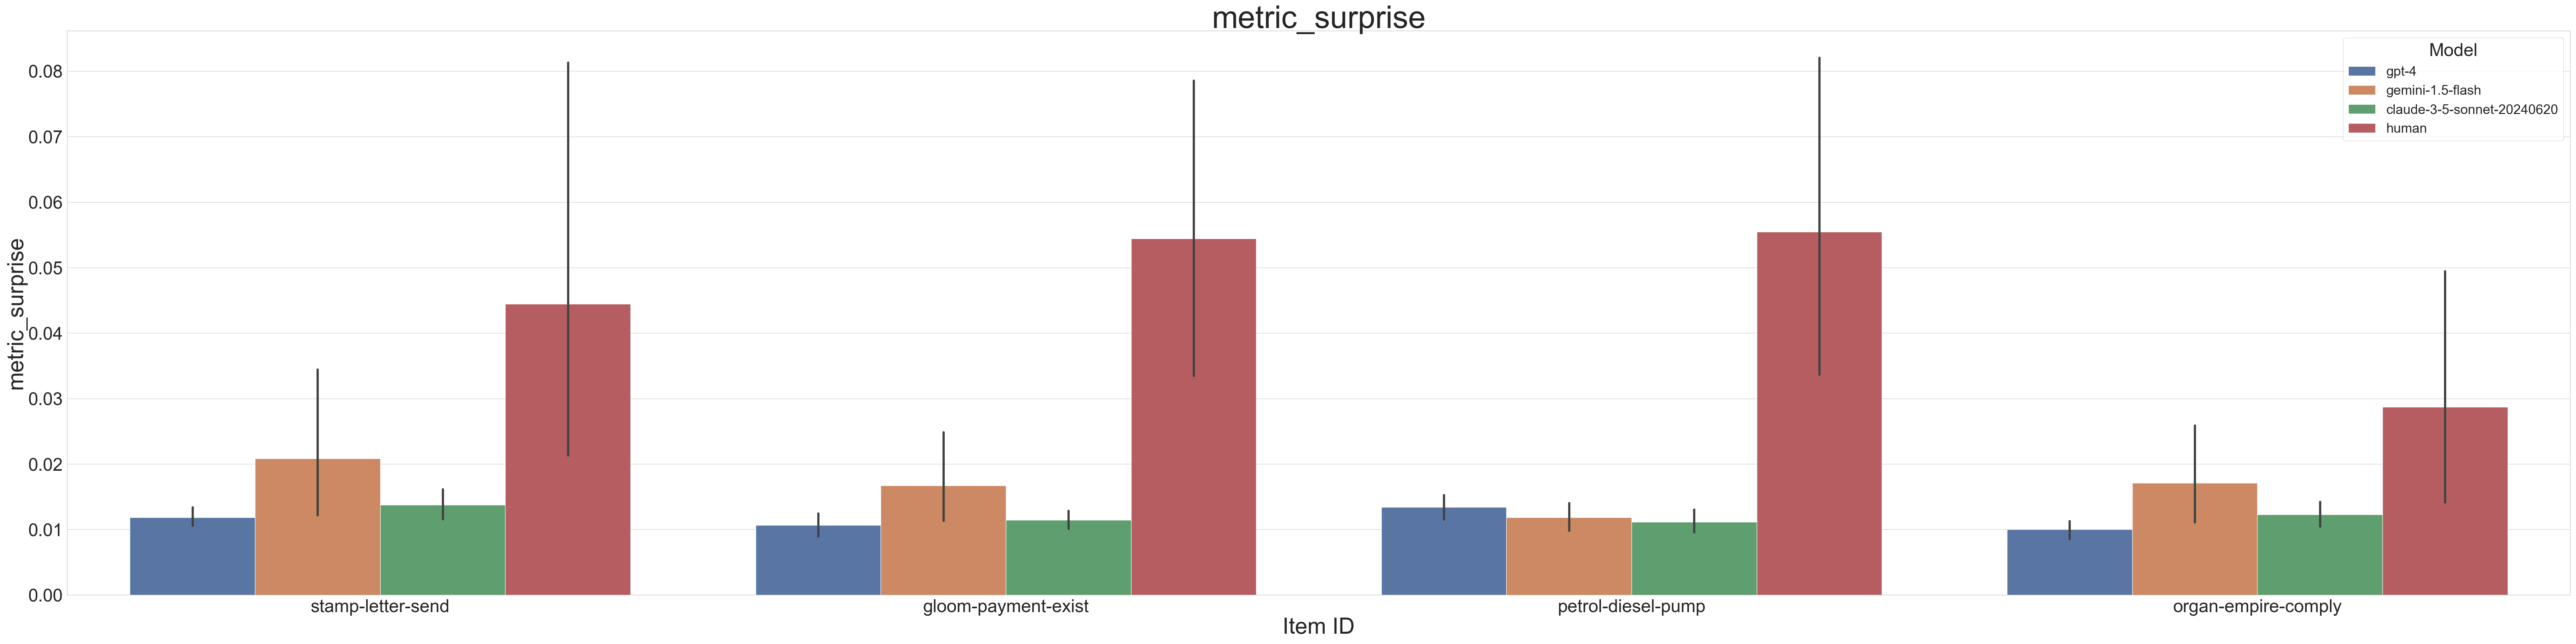 metric_surprise
Model
gpt-4
gemini-1.5-flash
claude-3-5-sonnet-20240620
human
metric_surprise
0.08
0.07
0.06
0.05
0.04
0.03
0.02
0.01
0.00
stamp-letter-send
gloom-payment-exist
petrol-diesel-pump
organ-empire-comply
Item ID